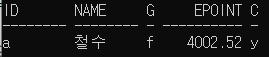 ID       NAME     G     EPOINT C
-------- -------- - ---------- -
a        철수     f    4002.52 y